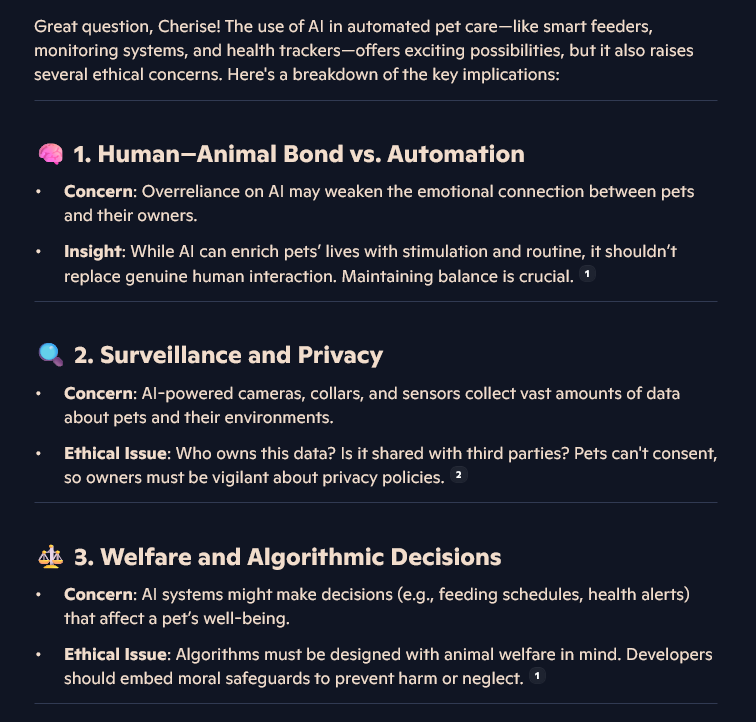 Great question, Cherise! The use of AI in automated pet care—like smart feeders,
monitoring systems, and health trackers—offers exciting possibilities, but it also raises
several ethical concerns. Here's a breakdown of the key implications:
🧠 1. Human–Animal Bond vs. Automation
• Concern: Overreliance on AI may weaken the emotional connection between pets
and their owners.
• Insight: While AI can enrich pets’ lives with stimulation and routine, it shouldn’t
replace genuine human interaction. Maintaining balance is crucial. 1
🔍 2. Surveillance and Privacy
• Concern: AI-powered cameras, collars, and sensors collect vast amounts of data
about pets and their environments.
• Ethical Issue: Who owns this data? Is it shared with third parties? Pets can't consent,
so owners must be vigilant about privacy policies. 2
⚖️ 3. Welfare and Algorithmic Decisions
• Concern: AI systems might make decisions (e.g., feeding schedules, health alerts)
that affect a pet’s well-being.
• Ethical Issue: Algorithms must be designed with animal welfare in mind. Developers
should embed moral safeguards to prevent harm or neglect. 1